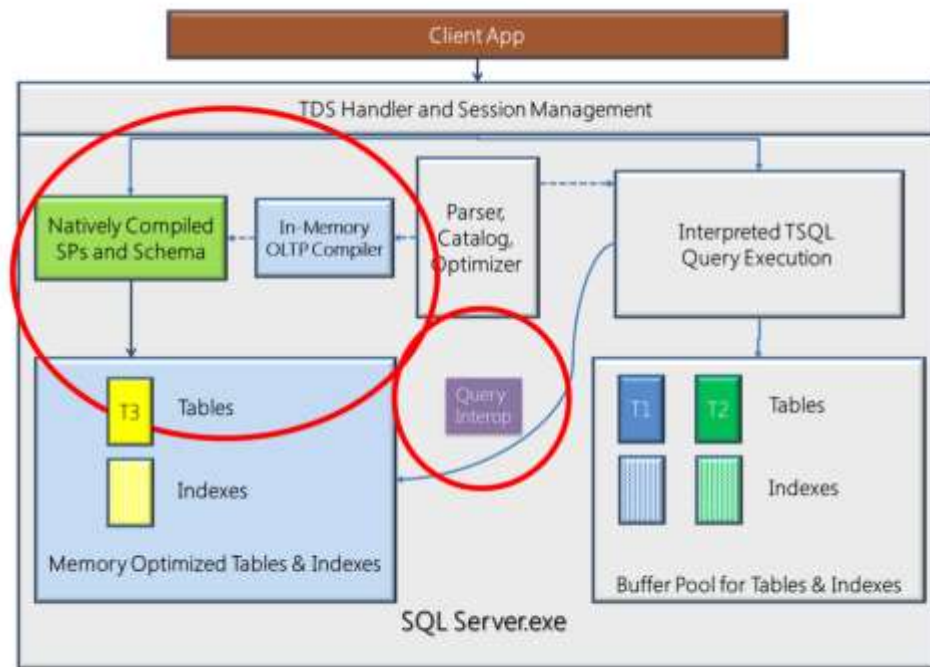 Client App
TDS Handler and Session Management
Natively Compiled
SPs and Schema
In-Memory
OLTP Compiler
Parser,
Catalog,
Optimizer
Interpreted TSQL
Query Execution
Query
Interop
T3
Tables
Indexes
Memory Optimized Tables & Indexes
T1
T2
Tables
Indexes
Buffer Pool for Tables & Indexes
SQL Server.exe